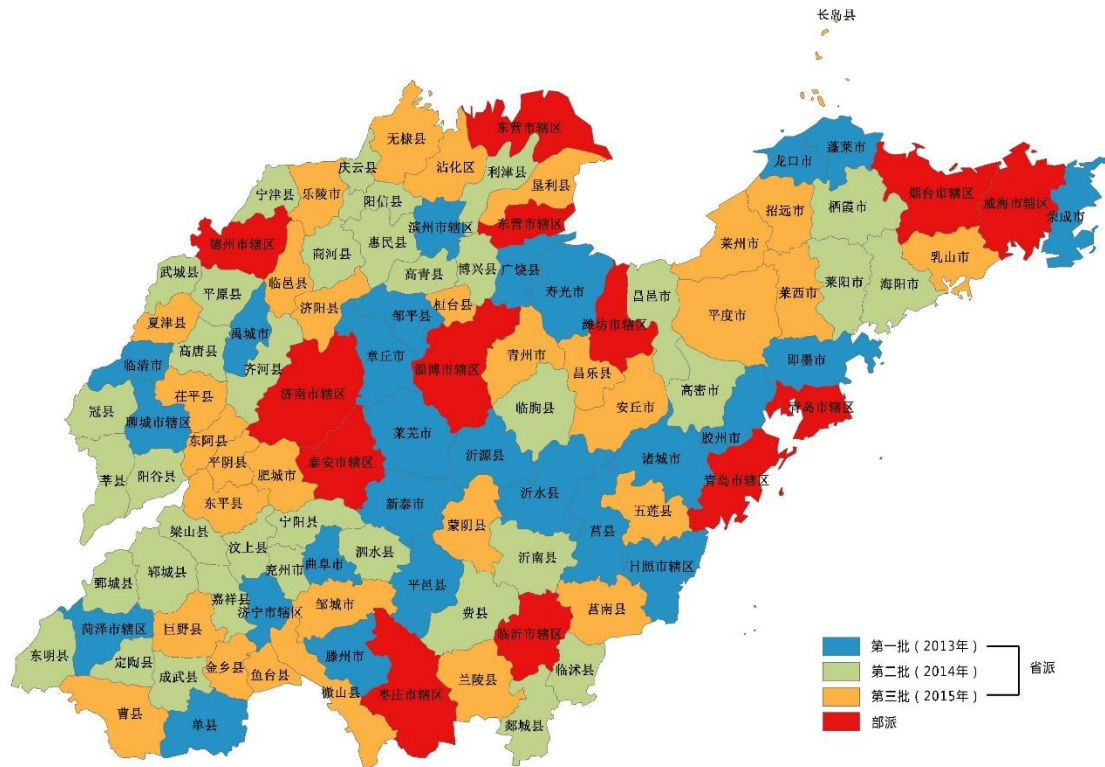 长岛县
无棣县
东营市辖区
庆云县
沾化区
利津县
龙口市
蓬莱市
宁津县
乐陵市
阳信县
垦利县
烟台市辖区
威海市辖区
栖霞市
招远市
荣成市
滨州市辖区
东营市辖区
德州市辖区
惠民县
商河县
莱州市
乳山市
武城县
高青县
博兴县
广饶县
平原县
临邑县
寿光市
昌邑市
莱西市
莱阳市
海阳市
夏津县
济阳县
桓台县
邹平县
平度市
潍坊市辖区
禹城市
高唐县
章丘市
青州市
即墨市
临清市
齐河县
淄博市辖区
昌乐县
高密市
茌平县
济南市辖区
临朐县
安丘市
青岛市辖区
冠县
聊城市辖区
莱芜市
胶州市
东阿县
平阴县
泰安市辖区
沂源县
诸城市
莘县
阳谷县
肥城市
青岛市辖区
东平县
新泰市
沂水县
五莲县
宁阳县
蒙阴县
梁山县
汶上县
泗水县
莒县
沂南县
日照市辖区
鄄城县
郓城县
兖州市
曲阜市
平邑县
嘉祥县
济宁市辖区
邹城市
费县
莒南县
菏泽市辖区
巨野县
临沂市辖区
东明县
定陶县
成武县
金乡县
鱼台县
滕州市
临沭县
微山县
枣庄市辖区
兰陵县
曹县
单县
郯城县
第一批（2013年）
第二批（2014年）
省派
第三批（2015年）
部派